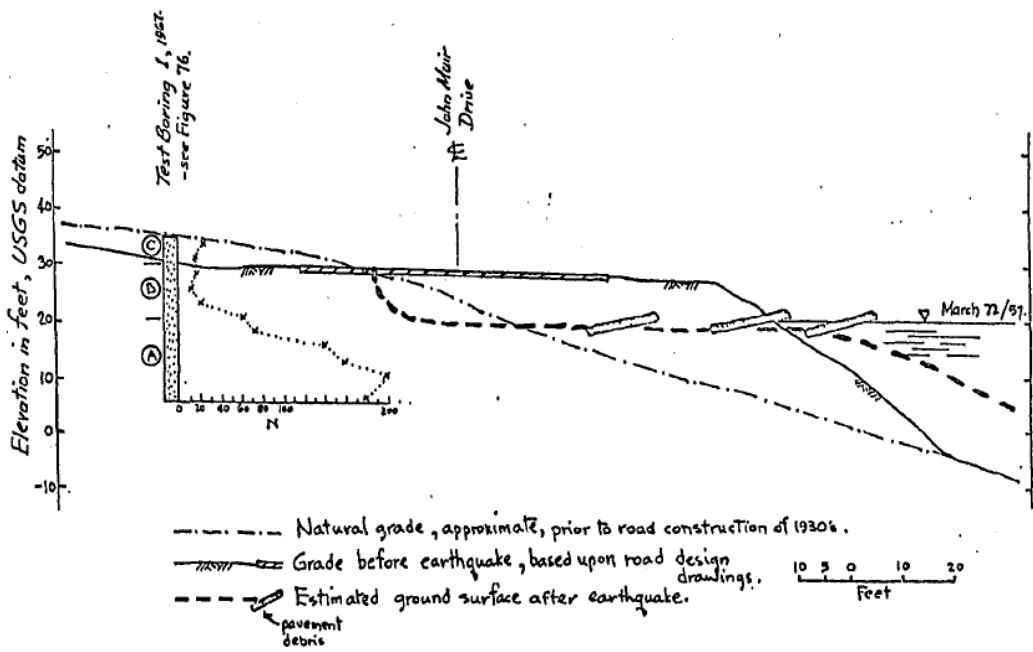 Test Boring 1, 1967.
-see Figure 76.
John Muir
Drive
Elevation in feet, USGS datum
50
40
30
20
10
0
-10
C
D
A
0 20 40 60 80 100 200
N
March 22/57.
Natural grade, approximate, prior to road construction of 1930s.
Grade before earthquake, based upon road design
drawings.
Estimated ground surface after earthquake.
pavement
debris
10 5 0 10 20
Feet